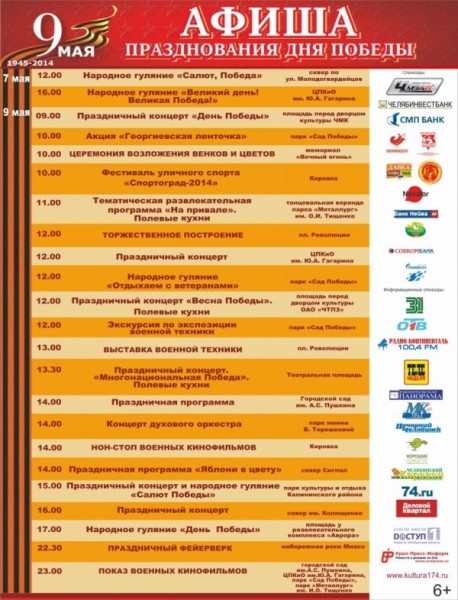 9
МАЯ
1945-2014
АФИША
ПРАЗДНОВАНИЯ ДНЯ ПОБЕДЫ
7 мая
12.00 Народное гуляние «Салют, Победа» сквер по
ул. Молодогвардейцев
16.00 Народное гуляние «Великий день!
Великая Победа!» ЦПКиО
им. Ю.А. Гагарина
9 мая
09.00 Праздничный концерт «День Победы» площадь перед дворцом
культуры ЧМК
10.00 Акция «Георгиевская ленточка» парк «Сад Победы»
10.00 ЦЕРЕМОНИЯ ВОЗЛОЖЕНИЯ ВЕНКОВ И ЦВЕТОВ мемориал
«Вечный огонь»
10.00 Фестиваль уличного спорта
«Спортоград-2014» Кировка
11.00 Тематическая развлекательная
программа «На привале».
Полевые кухни танцевальная веранда
парка «Металлург»
им. О.И. Тищенко
12.00 ТОРЖЕСТВЕННОЕ ПОСТРОЕНИЕ пл. Революции
12.00 Праздничный концерт ЦПКиО
им. Ю.А. Гагарина
12.00 Народное гуляние
«Отдыхаем с ветеранами» парк «Сад Победы»
12.00 Праздничный концерт «Весна Победы».
Полевые кухни площадь перед
дворцом культуры
ОАО «ЧТПЗ»
12.00 Экскурсия по экспозиции
военной техники парк «Сад Победы»
13.00 ВЫСТАВКА ВОЕННОЙ ТЕХНИКИ пл. Революции
13.30 Праздничный концерт.
«Многонациональная Победа».
Полевые кухни Театральная площадь
14.00 Праздничная программа Городской сад
им. А.С. Пушкина
14.00 Концерт духового оркестра парк имени
В. Терешковой
14.00 НОН-СТОП ВОЕННЫХ КИНОФИЛЬМОВ Кировка
14.00 Праздничная программа «Яблони в цвету» сквер Сигнал
15.00 Праздничный концерт и народное гуляние
«Салют Победы» парк культуры и отдыха
Калининского района
16.00 Праздничный концерт сквер им. Колющенко
17.00 Народное гуляние «День Победы» площадь у
развлекательного
комплекса «Аврора»
22.30 ПРАЗДНИЧНЫЙ ФЕЙЕРВЕРК набережная реки Миасс
23.00 ПОКАЗ ВОЕННЫХ КИНОФИЛЬМОВ Городской сад
им.А.С. Пушкина,
ЦПКиО им.Ю.А. Гагарина,
парк «Сад Победы»,
парк «Металлург»
им. И.О. Тищенко
Спонсоры:
ЧЕЛЯБИНВЕСТБАНК
СМП БАНК
Банк Нейва
СОВКОМБАНК
Информационные спонсоры:
31
ОТВ
РАДИО КОНТИНЕНТАЛЬ
100,4 FM
ТЕЛЕ
НЕДЕЛЯ
ПАНОРАМА
МК
Вечерний Челябинск
74.ru
Деловой
квартал
ДОСТУП
Урал-Пресс-Информ
www.kultura174.ru
6+